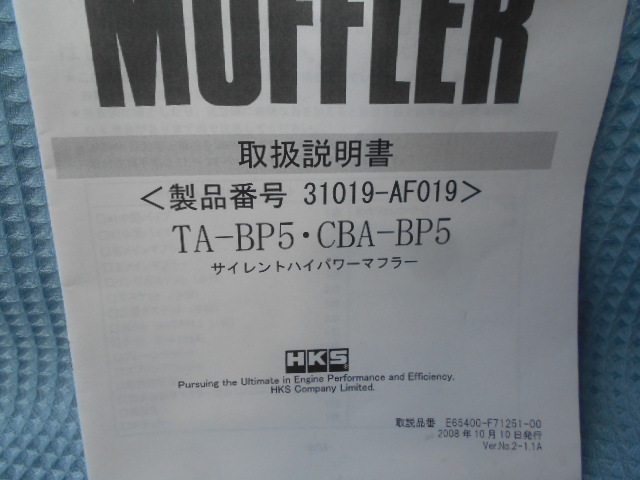 MUFFLER
取扱説明書
＜製品番号 31019-AF019＞
TA-BP5・CBA-BP5
サイレントハイパワーマフラー
HKS
Pursuing the Ultimate in Engine Performance and Efficiency.
HKS Company Limited.
取説品番 E65400-F71251-00
2008年10月10日発行
Ver.No.2-1.1A